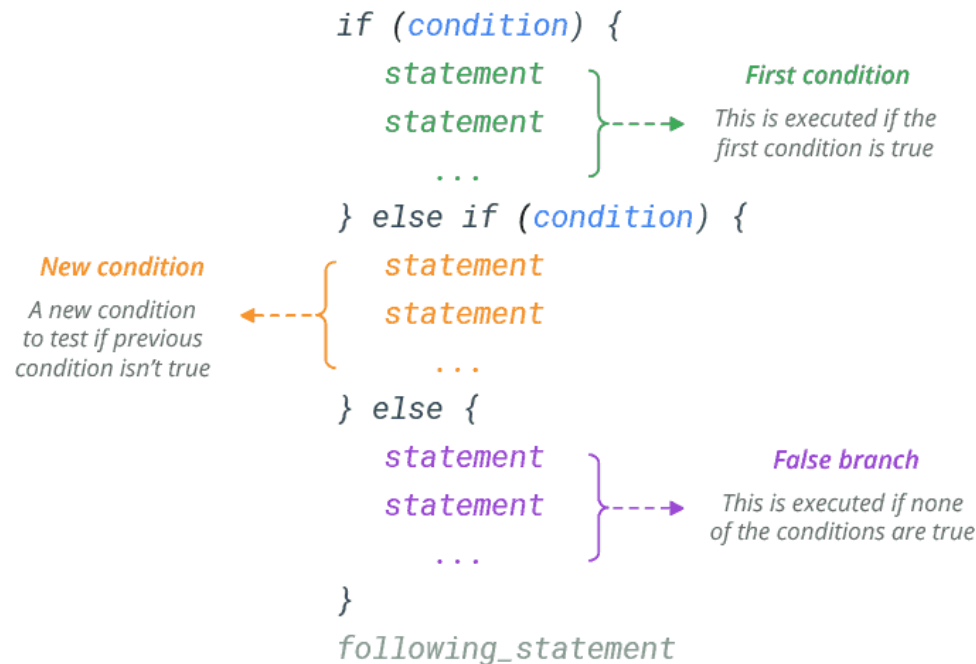 if (condition) {
statement
statement
...
First condition
This is executed if the
first condition is true
} else if (condition) {
New condition
A new condition
to test if previous
condition isn’t true
statement
statement
...
} else {
statement
statement
...
False branch
This is executed if none
of the conditions are true
}
following_statement